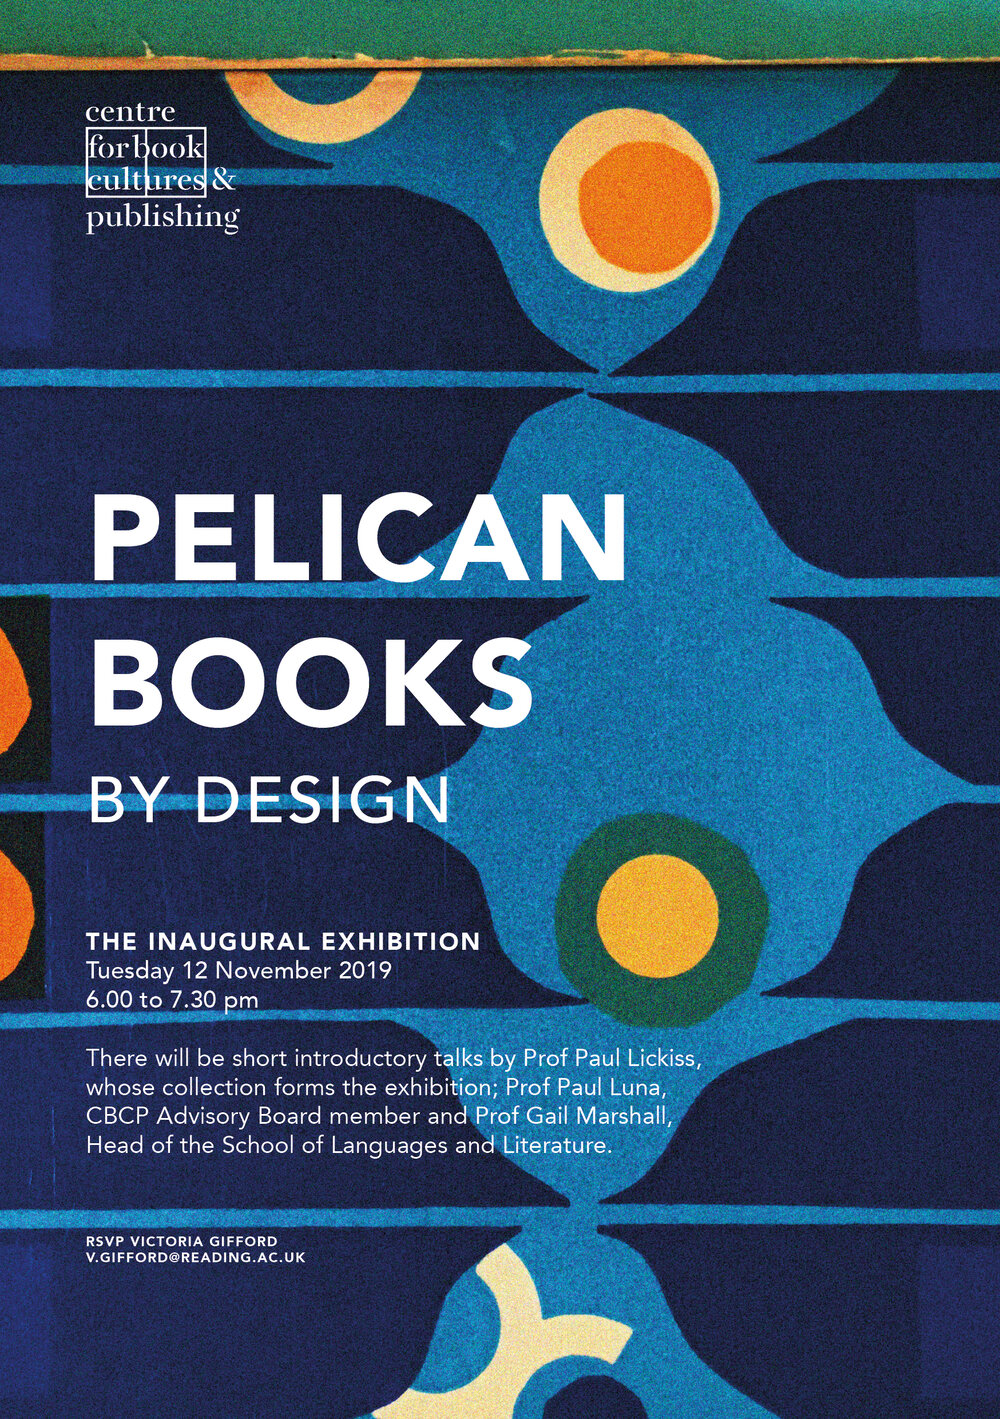 centre
for book
cultures &
publishing
PELICAN
BOOKS
BY DESIGN
THE INAUGURAL EXHIBITION
Tuesday 12 November 2019
6.00 to 7.30 pm
There will be short introductory talks by Prof Paul Lickiss,
whose collection forms the exhibition; Prof Paul Luna,
CBCP Advisory Board member and Prof Gail Marshall,
Head of the School of Languages and Literature.
RSVP VICTORIA GIFFORD
V.GIFFORD@READING.AC.UK